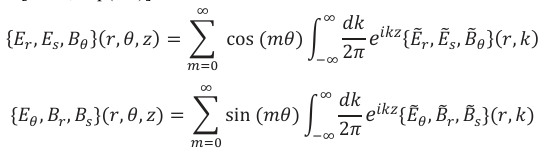 {E_r, E_s, B_θ}(r, θ, z) = ∑_{m=0}^{∞} cos (mθ) ∫_{−∞}^{∞} dk/2π e^{ikz}{Ẽ_r, Ẽ_s, B̃_θ}(r, k)
{E_θ, B_r, B_s}(r, θ, z) = ∑_{m=0}^{∞} sin (mθ) ∫_{−∞}^{∞} dk/2π e^{ikz}{Ẽ_θ, B̃_r, B̃_s}(r, k)